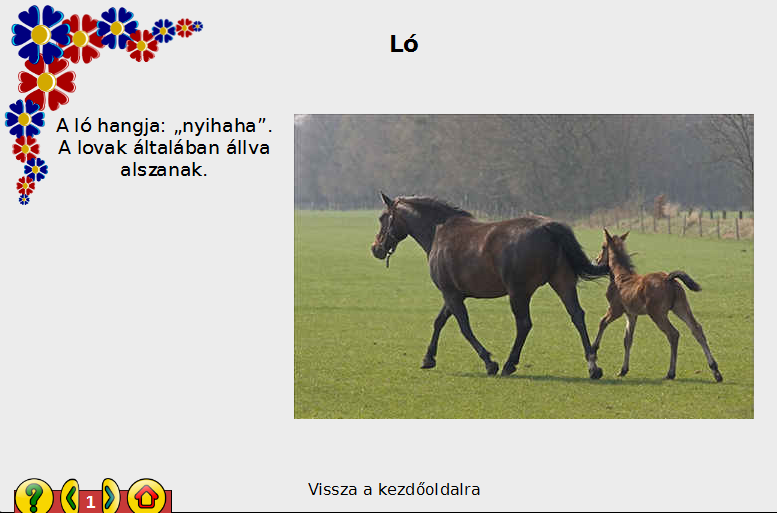 Ló
A ló hangja: „nyihaha”.
A lovak általában állva
alszanak.
? 1
Vissza a kezdőoldalra